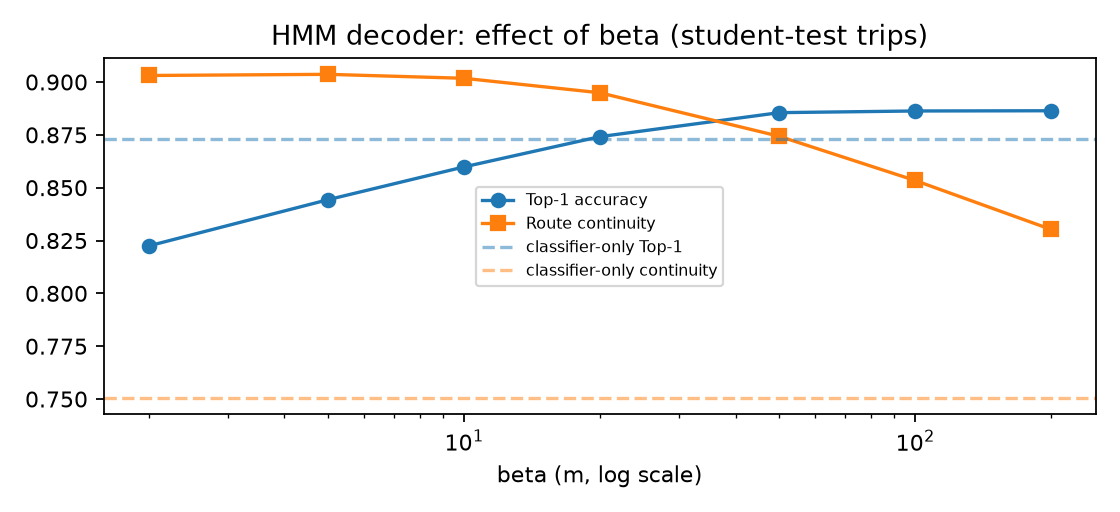 HMM decoder: effect of beta (student-test trips)
0.900
0.875
0.850
0.825
0.800
0.775
0.750
Top-1 accuracy
Route continuity
classifier-only Top-1
classifier-only continuity
10¹
10²
beta (m, log scale)